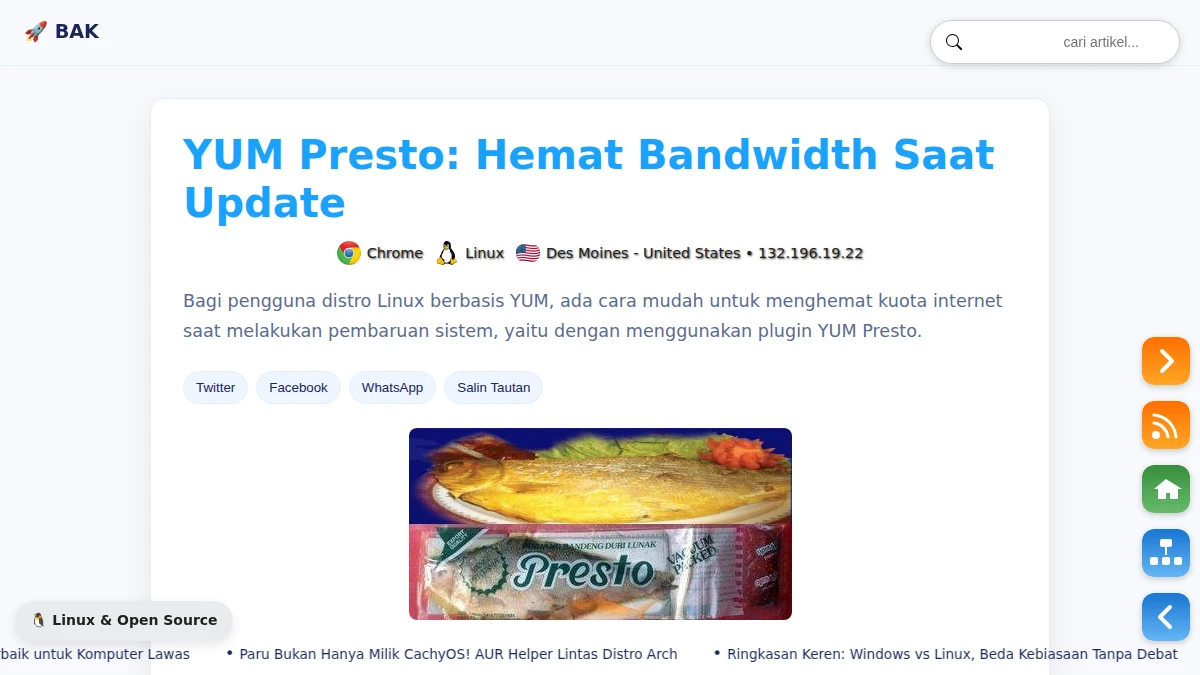 🚀 BAK
cari artikel...
YUM Presto: Hemat Bandwidth Saat
Update
Chrome Linux Des Moines - United States • 132.196.19.22
Bagi pengguna distro Linux berbasis YUM, ada cara mudah untuk menghemat kuota internet
saat melakukan pembaruan sistem, yaitu dengan menggunakan plugin YUM Presto.
Twitter Facebook WhatsApp Salin Tautan
EXPORT QUALITY
BANDENG DURI LUNAK
Presto
VACUUM PACKED
🐧 Linux & Open Source
baik untuk Komputer Lawas • Paru Bukan Hanya Milik CachyOS! AUR Helper Lintas Distro Arch • Ringkasan Keren: Windows vs Linux, Beda Kebiasaan Tanpa Debat